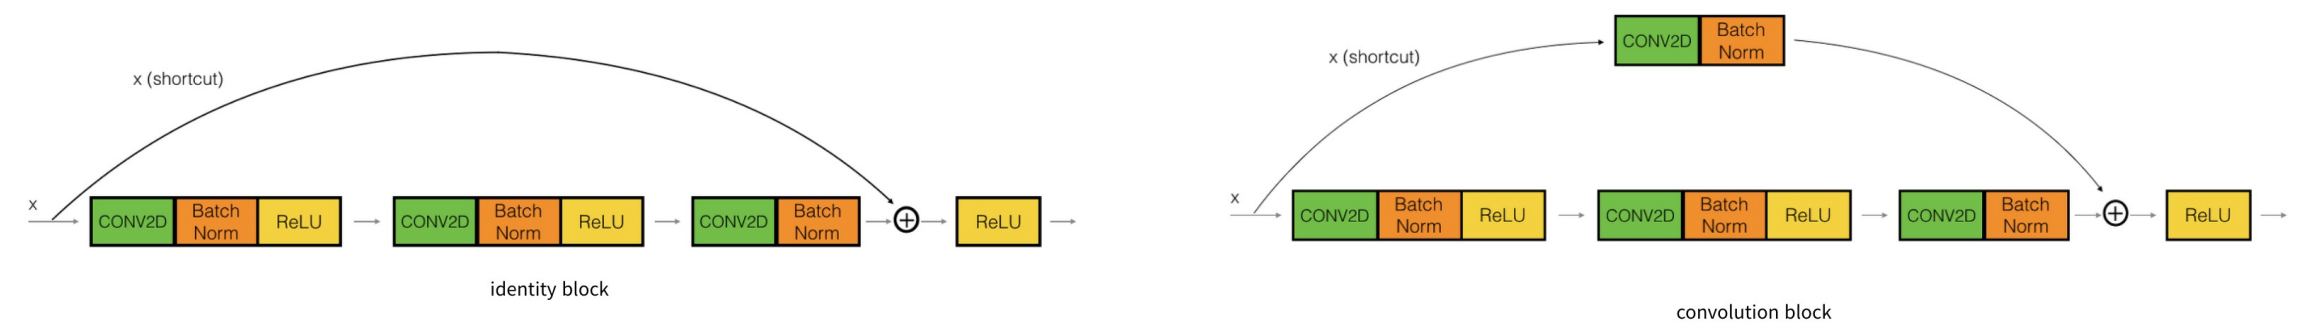 x (shortcut)
x
CONV2D
Batch
Norm
ReLU
CONV2D
Batch
Norm
ReLU
CONV2D
Batch
Norm
ReLU
identity block
CONV2D
Batch
Norm
x (shortcut)
x
CONV2D
Batch
Norm
ReLU
CONV2D
Batch
Norm
ReLU
CONV2D
Batch
Norm
ReLU
convolution block